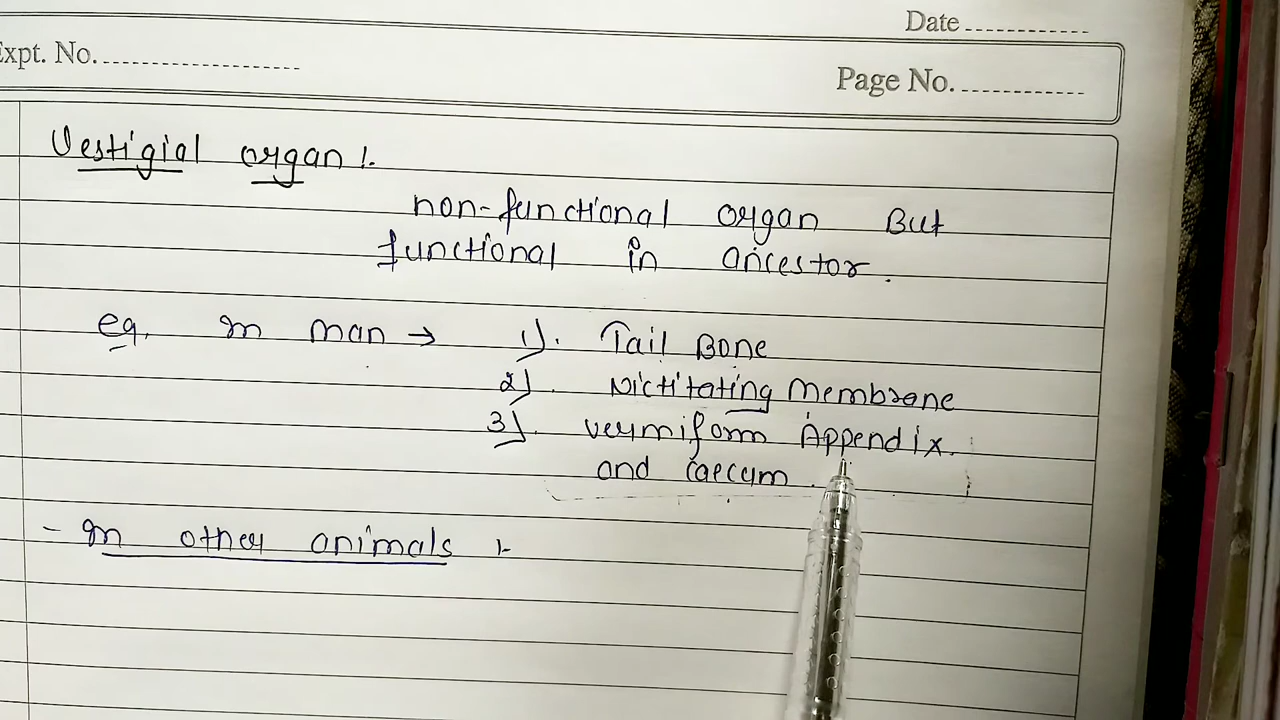 Date ............
Expt. No. ....................
Page No. ............
Vestigial organ :-
non-functional organ But
functional in ancestor.
eg. In man → 1). Tail Bone
2). Nictitating Membrane
3). vermiform Appendix.
and Caecum.
- In other animals :-